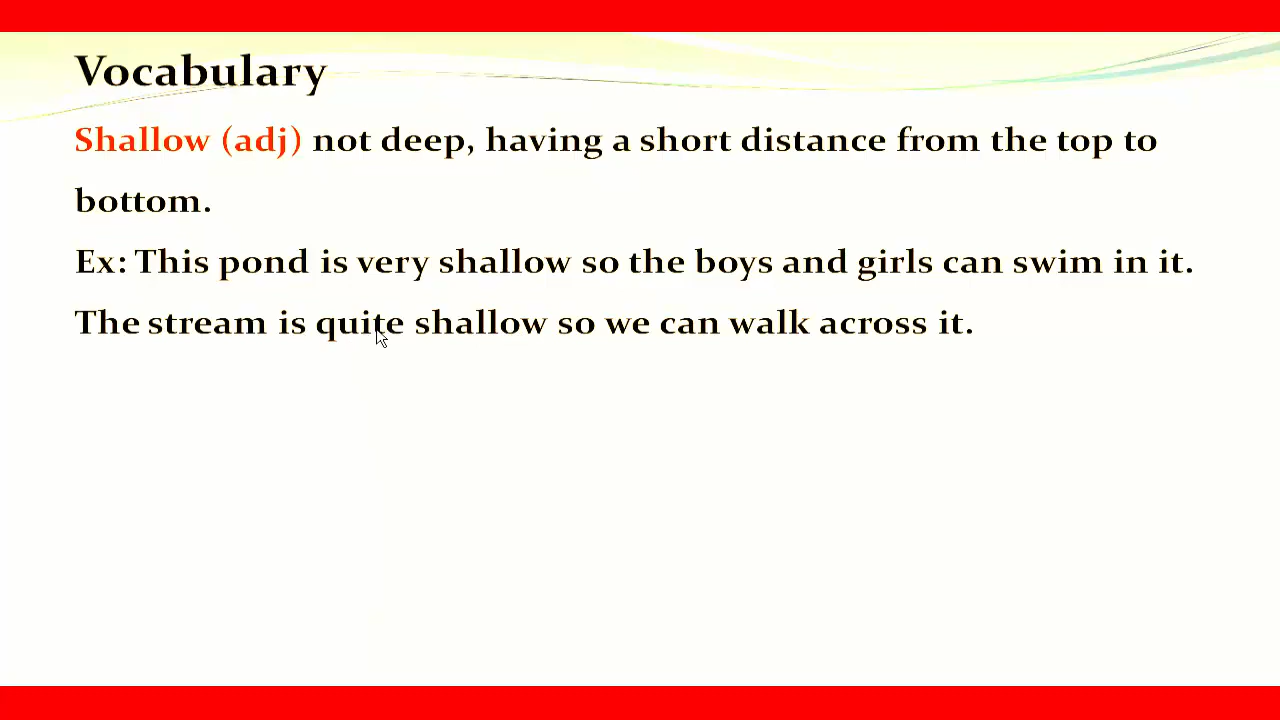 Vocabulary
Shallow (adj) not deep, having a short distance from the top to
bottom.
Ex: This pond is very shallow so the boys and girls can swim in it.
The stream is quite shallow so we can walk across it.